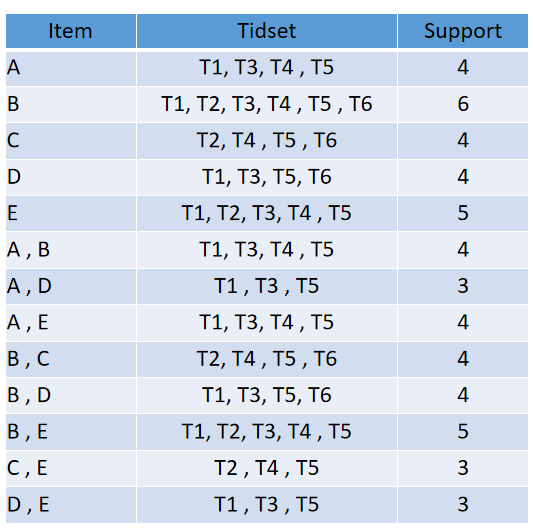 Item Tidset Support
A T1, T3, T4 , T5 4
B T1, T2, T3, T4 , T5 , T6 6
C T2, T4 , T5 , T6 4
D T1, T3, T5, T6 4
E T1, T2, T3, T4 , T5 5
A , B T1, T3, T4 , T5 4
A , D T1 , T3 , T5 3
A , E T1, T3, T4 , T5 4
B , C T2, T4 , T5 , T6 4
B , D T1, T3, T5, T6 4
B , E T1, T2, T3, T4 , T5 5
C , E T2 , T4 , T5 3
D , E T1 , T3 , T5 3